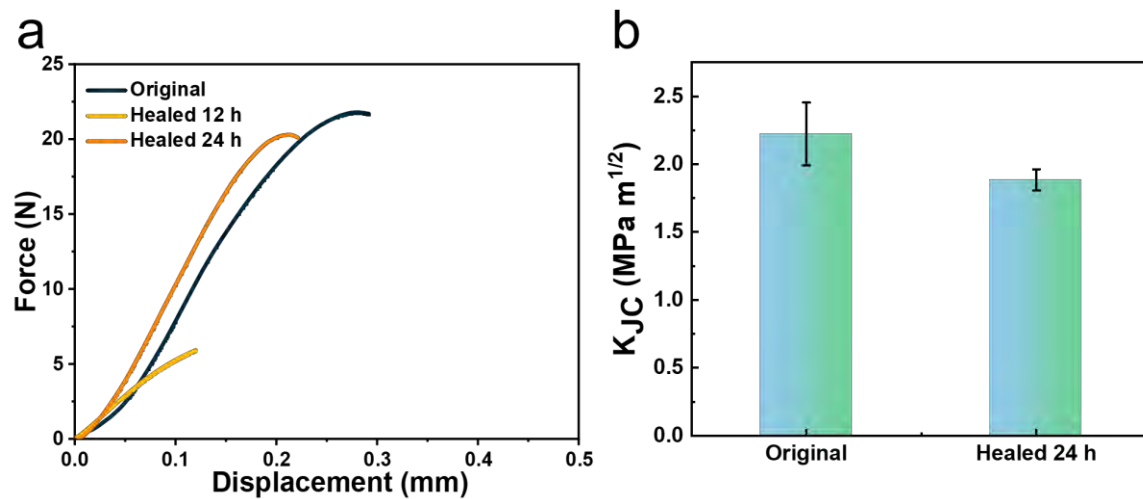 a
25
20
15
10
5
0
Force (N)
Original
Healed 12 h
Healed 24 h
0.0 0.1 0.2 0.3 0.4 0.5
Displacement (mm)
b
2.5
2.0
1.5
1.0
0.5
0.0
K_JC (MPa m^1/2)
Original Healed 24 h